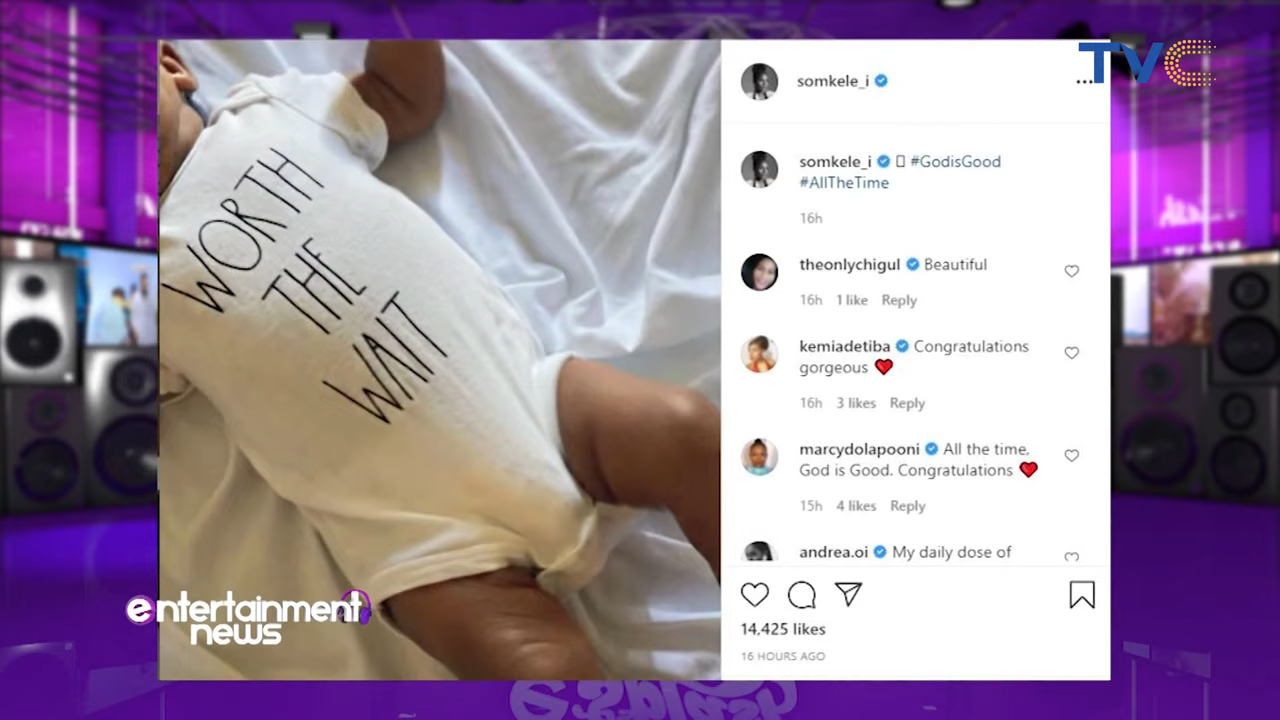 TVC
somkele_i
somkele_i #GodisGood
#AllTheTime
16h
theonlychigul Beautiful
16h 1 like Reply
kemiadetiba Congratulations
gorgeous
16h 3 likes Reply
marcydolapooni All the time,
God is Good. Congratulations
15h 4 likes Reply
andrea.oi My daily dose of
14,425 likes
16 HOURS AGO
WORTH
THE
WAIT
entertainment
news